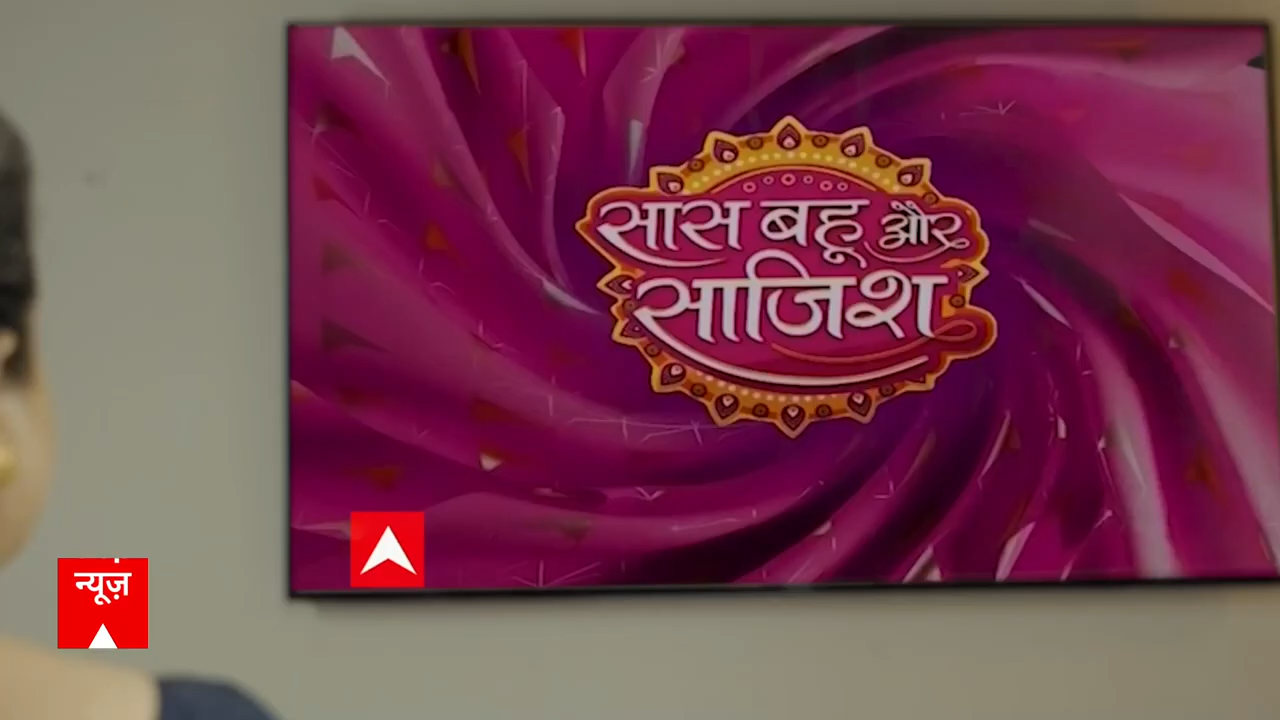 सास बहू और
साजिश
न्यूज़